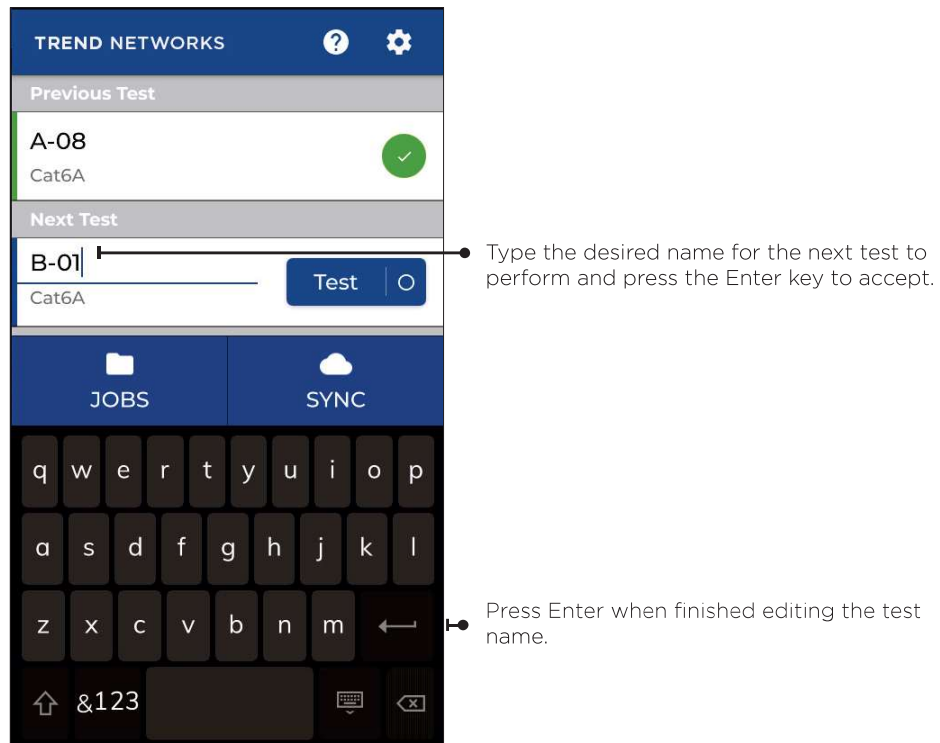 TREND NETWORKS
Previous Test
A-08
Cat6A
Next Test
B-01
Cat6A
Test
Type the desired name for the next test to
perform and press the Enter key to accept.
JOBS
SYNC
q w e r t y u i o p
a s d f g h j k l
z x c v b n m
Press Enter when finished editing the test
name.
&123